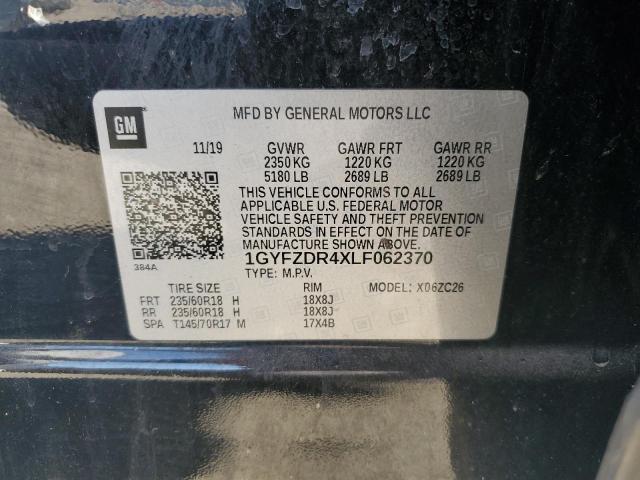 GM
MFD BY GENERAL MOTORS LLC
11/19 GVWR GAWR FRT GAWR RR
2350 KG 1220 KG 1220 KG
5180 LB 2689 LB 2689 LB
THIS VEHICLE CONFORMS TO ALL
APPLICABLE U.S. FEDERAL MOTOR
VEHICLE SAFETY AND THEFT PREVENTION
STANDARDS IN EFFECT ON THE DATE OF
MANUFACTURE SHOWN ABOVE.
384A 1GYFZDR4XLF062370
TYPE: M.P.V. MODEL: X06ZC26
TIRE SIZE RIM
FRT 235/60R18 H 18X8J
RR 235/60R18 H 18X8J
SPA T145/70R17 M 17X4B